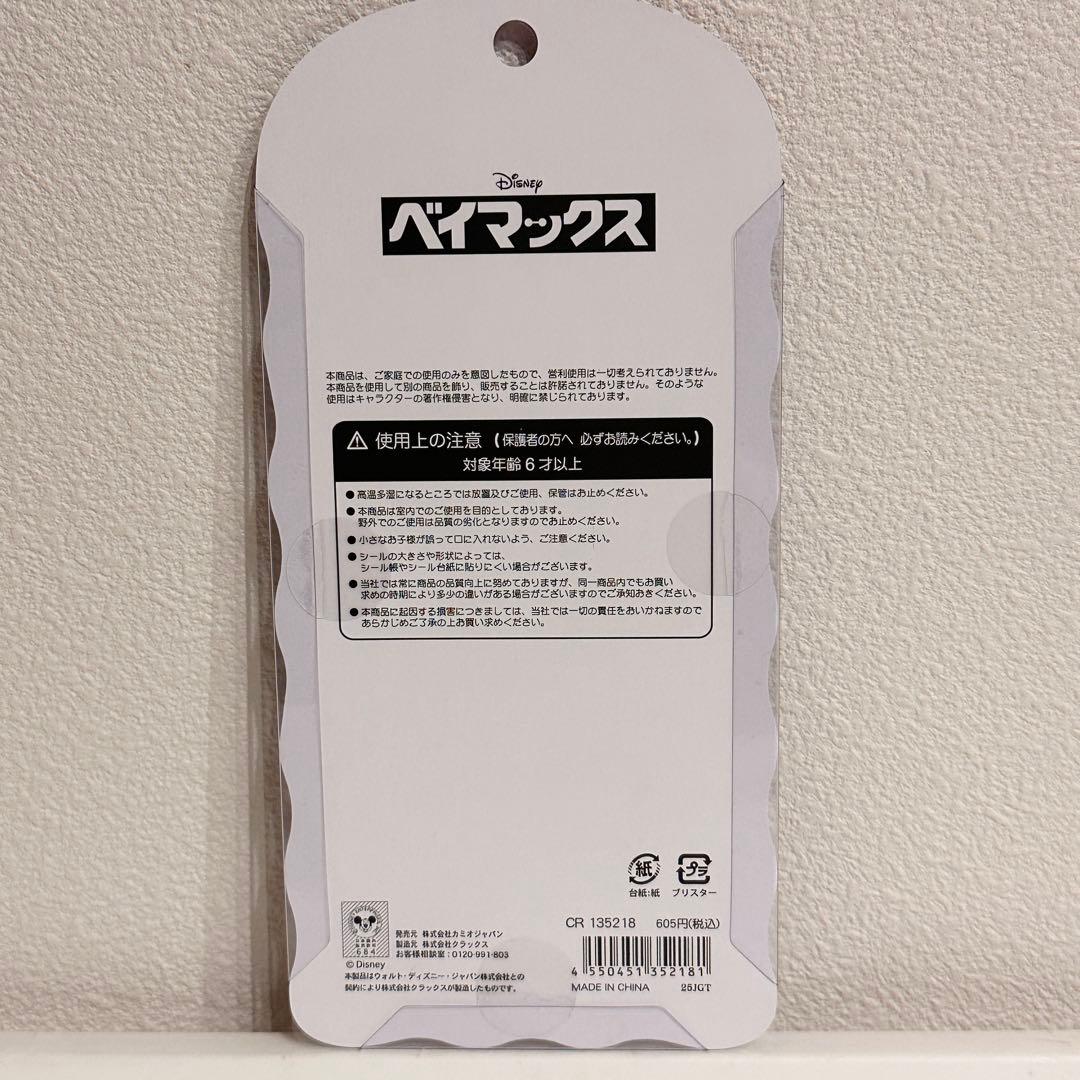 Disney
ベイマックス
本商品は、ご家庭での使用のみを意図したもので、営利使用は一切考えられておりません。
本商品を使用して別の商品を飾り、販売することは許諾されておりません。そのような
使用はキャラクターの著作権侵害となり、明確に禁じられております。
⚠ 使用上の注意 (保護者の方へ 必ずお読みください。)
対象年齢6才以上
●高温多湿になるところでは放置及びご使用、保管はお止めください。
●本商品は室内でのご使用を目的としております。
野外でのご使用は品質の劣化となりますのでお止めください。
●小さなお子様が誤って口に入れないよう、ご注意ください。
●シールの大きさや形状によっては、
シール帳やシール台紙に貼りにくい場合がございます。
●当社では常に商品の品質向上に努めておりますが、同一商品内でもお買い
求めの時期により多少の違いがある場合がございますのでご承知おきください。
●本商品に起因する損害につきましては、当社では一切の責任をおいかねますので
あらかじめご了承の上お買い求めください。
紙
プラ
台紙:紙
ブリスター
CR 135218 605円(税込)
4 550451 352181
MADE IN CHINA 25JGT
684
発売元 株式会社カミオジャパン
製造元 株式会社クラックス
お客様相談室:0120-991-803
© Disney
本製品はウォルト・ディズニー・ジャパン株式会社との
契約により株式会社クラックスが製造したものです。